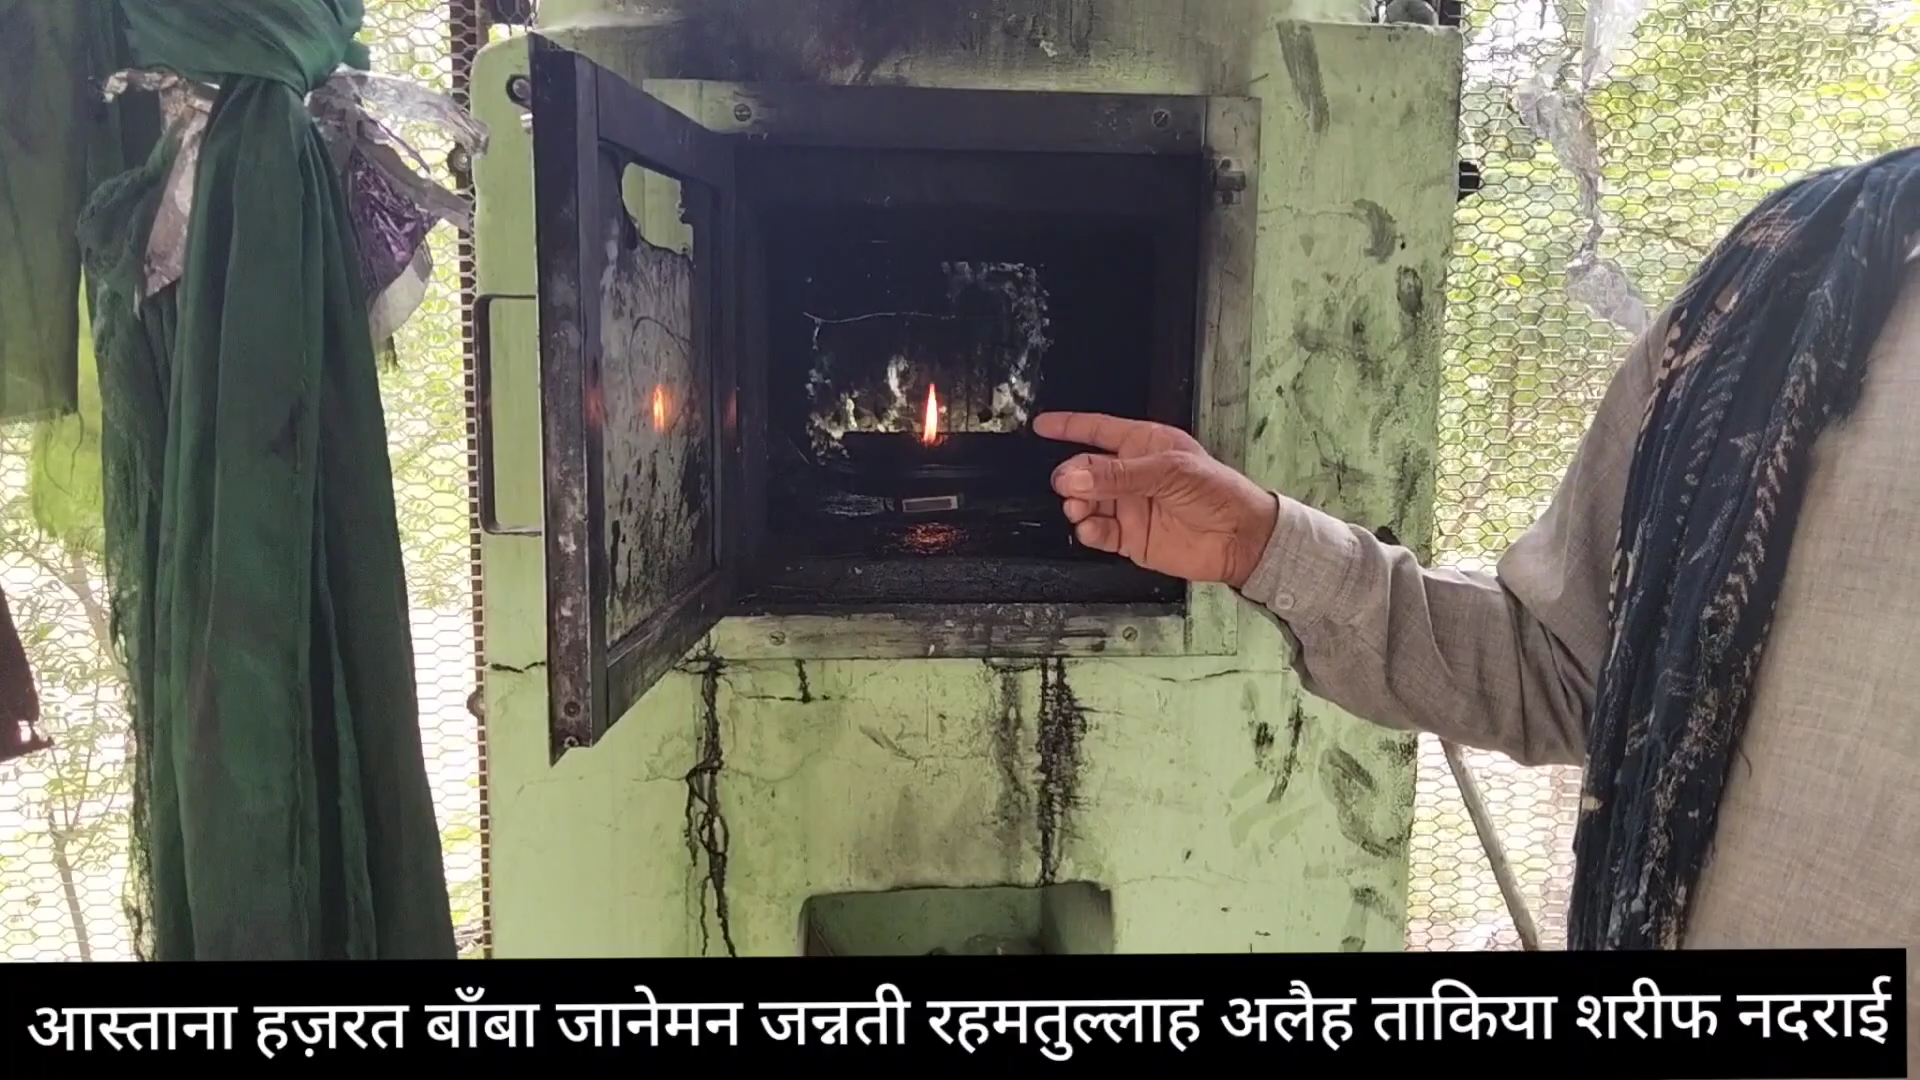 आस्ताना हज़रत बाँबा जानेमन जन्नती रहमतुल्लाह अलैह ताकिया शरीफ नदराई